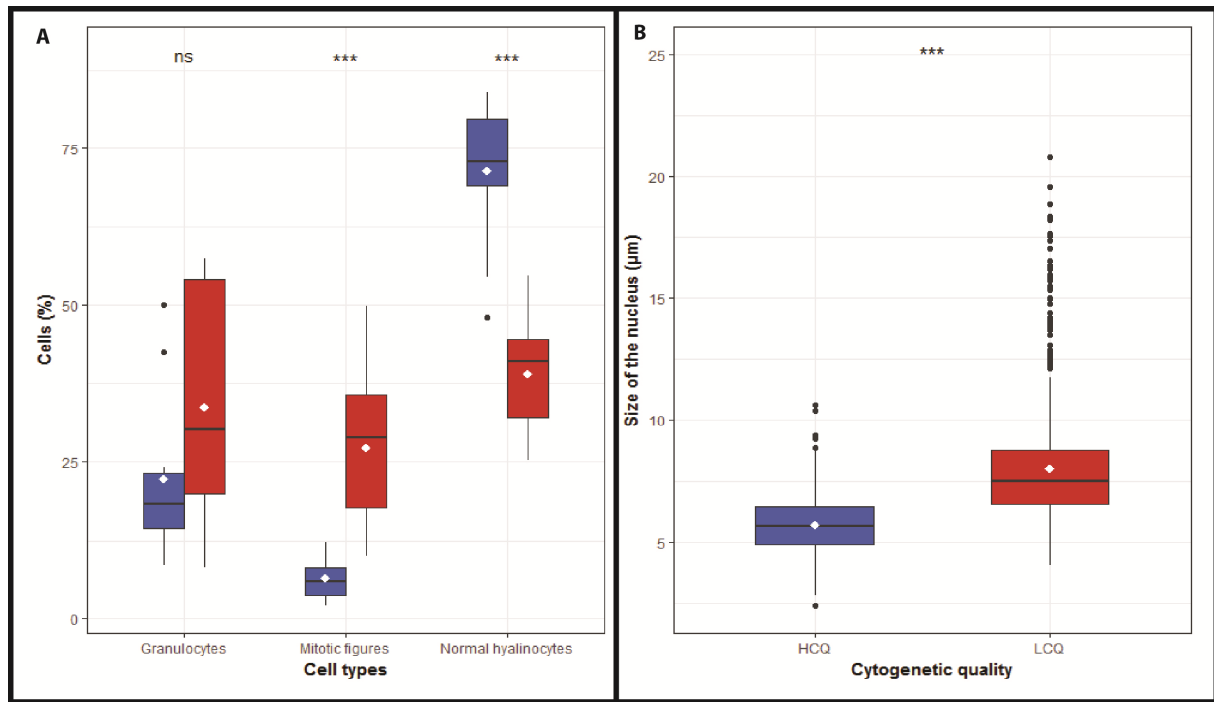 A
ns
***
***
75
50
25
0
Cells (%)
Granulocytes
Mitotic figures
Normal hyalinocytes
Cell types
B
***
25
20
15
10
5
Size of the nucleus (µm)
HCQ
LCQ
Cytogenetic quality